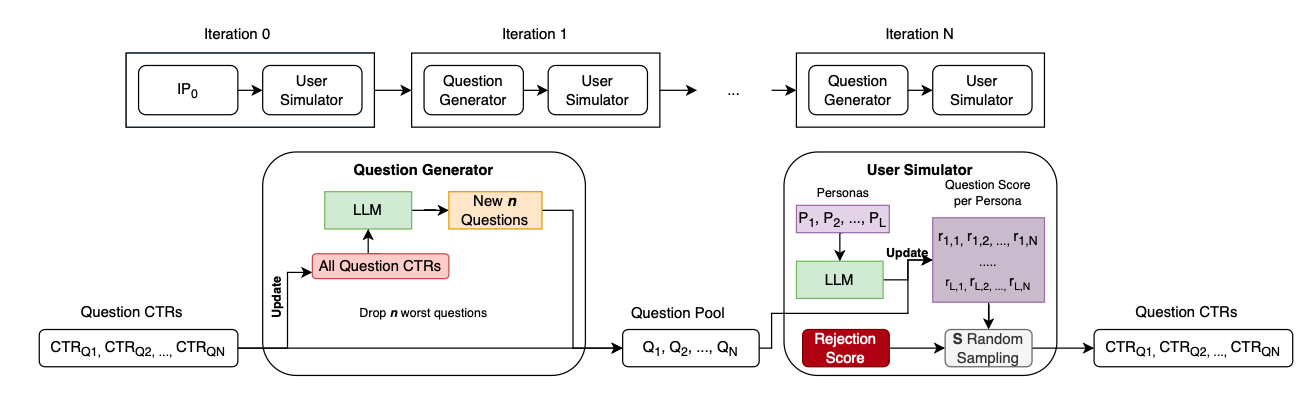 Iteration 0
Iteration 1
Iteration N
IP0
User
Simulator
Question
Generator
User
Simulator
...
Question
Generator
User
Simulator
Question Generator
LLM
New n
Questions
All Question CTRs
Update
Drop n worst questions
Question CTRs
CTRQ1, CTRQ2, ..., CTRQN
Question Pool
Q1, Q2, ..., QN
User Simulator
Personas
P1, P2, ..., PL
LLM
Update
Question Score
per Persona
r1,1, r1,2, ..., r1,N
.....
rL,1, rL,2, ..., rL,N
Rejection
Score
S Random
Sampling
Question CTRs
CTRQ1, CTRQ2, ..., CTRQN